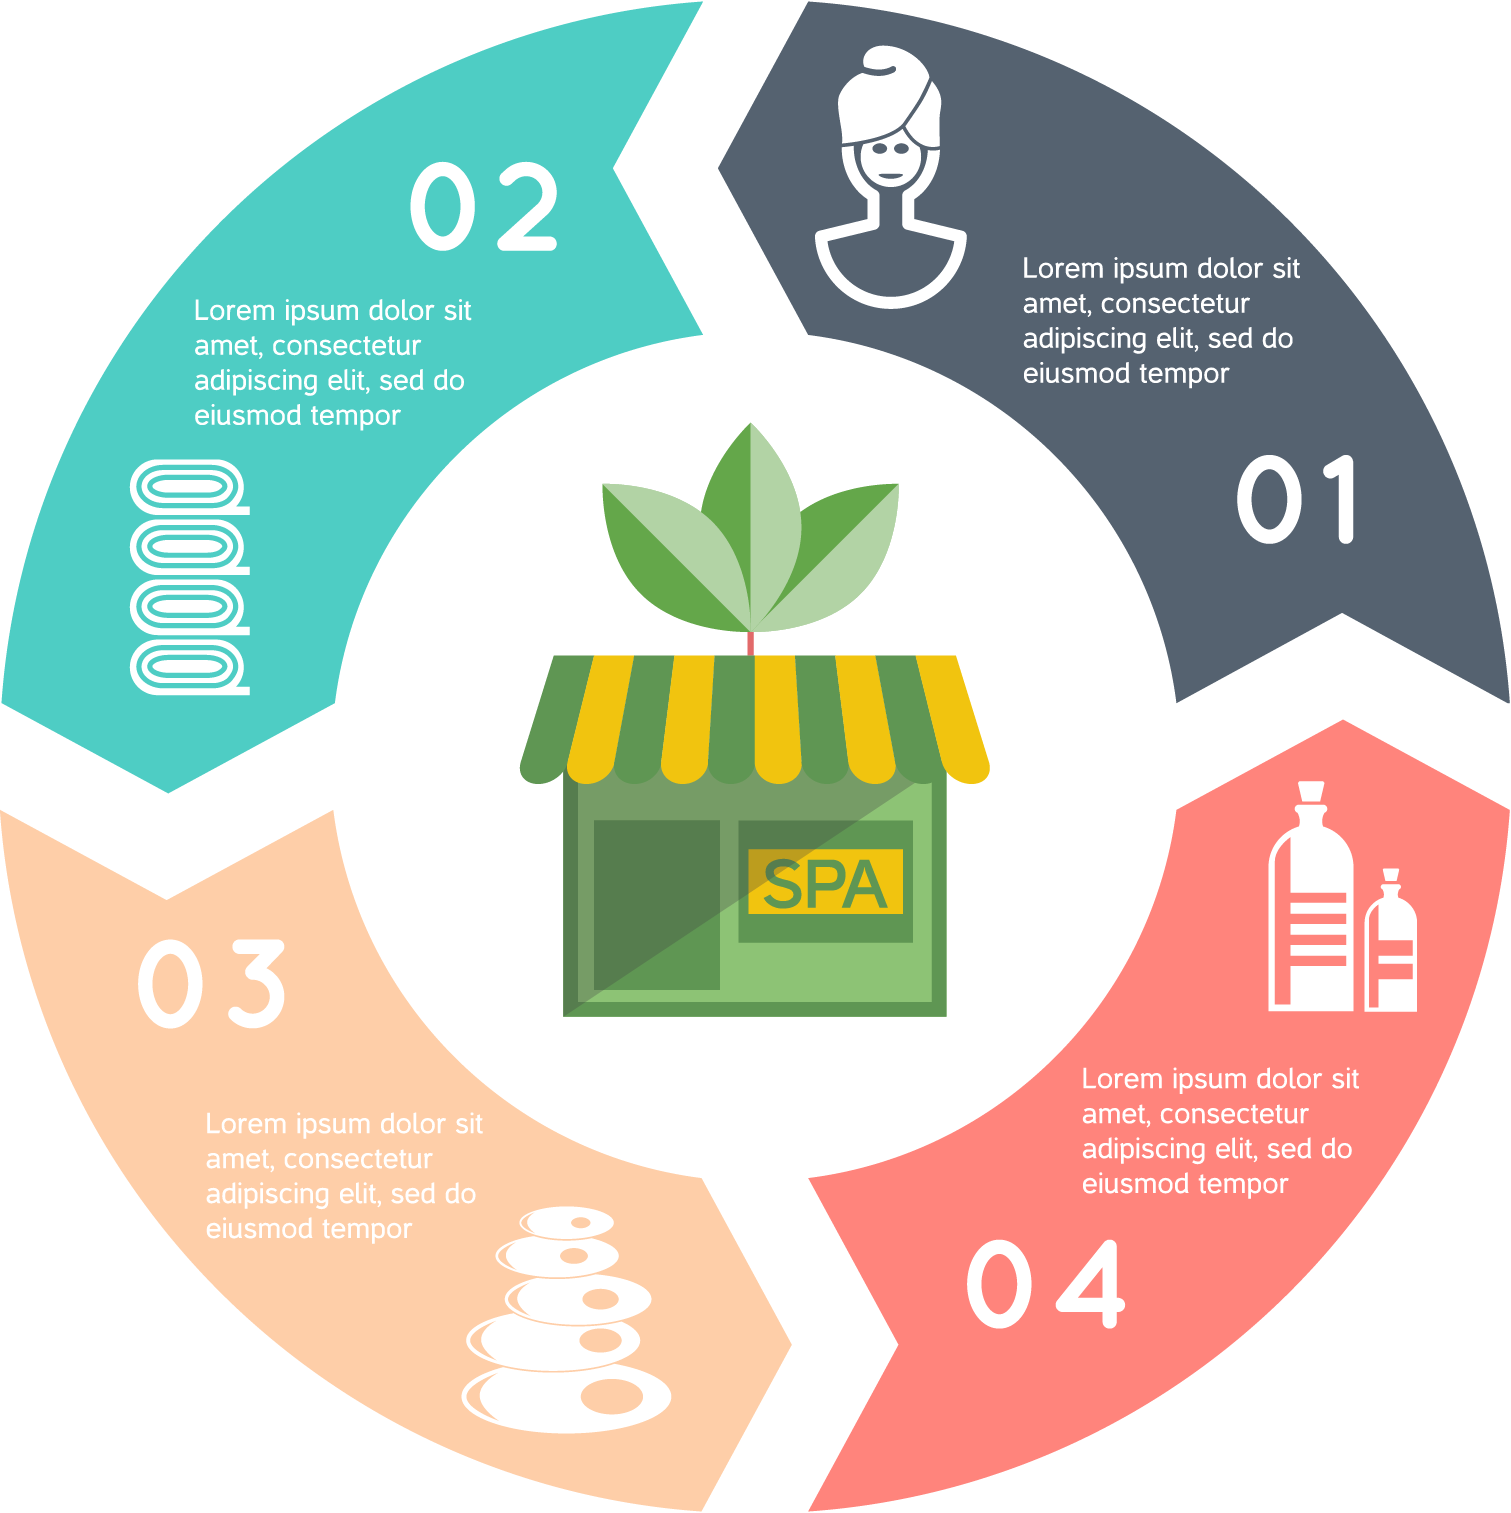 01
Lorem ipsum dolor sit
amet, consectetur
adipiscing elit, sed do
eiusmod tempor
02
Lorem ipsum dolor sit
amet, consectetur
adipiscing elit, sed do
eiusmod tempor
03
Lorem ipsum dolor sit
amet, consectetur
adipiscing elit, sed do
eiusmod tempor
04
Lorem ipsum dolor sit
amet, consectetur
adipiscing elit, sed do
eiusmod tempor
SPA